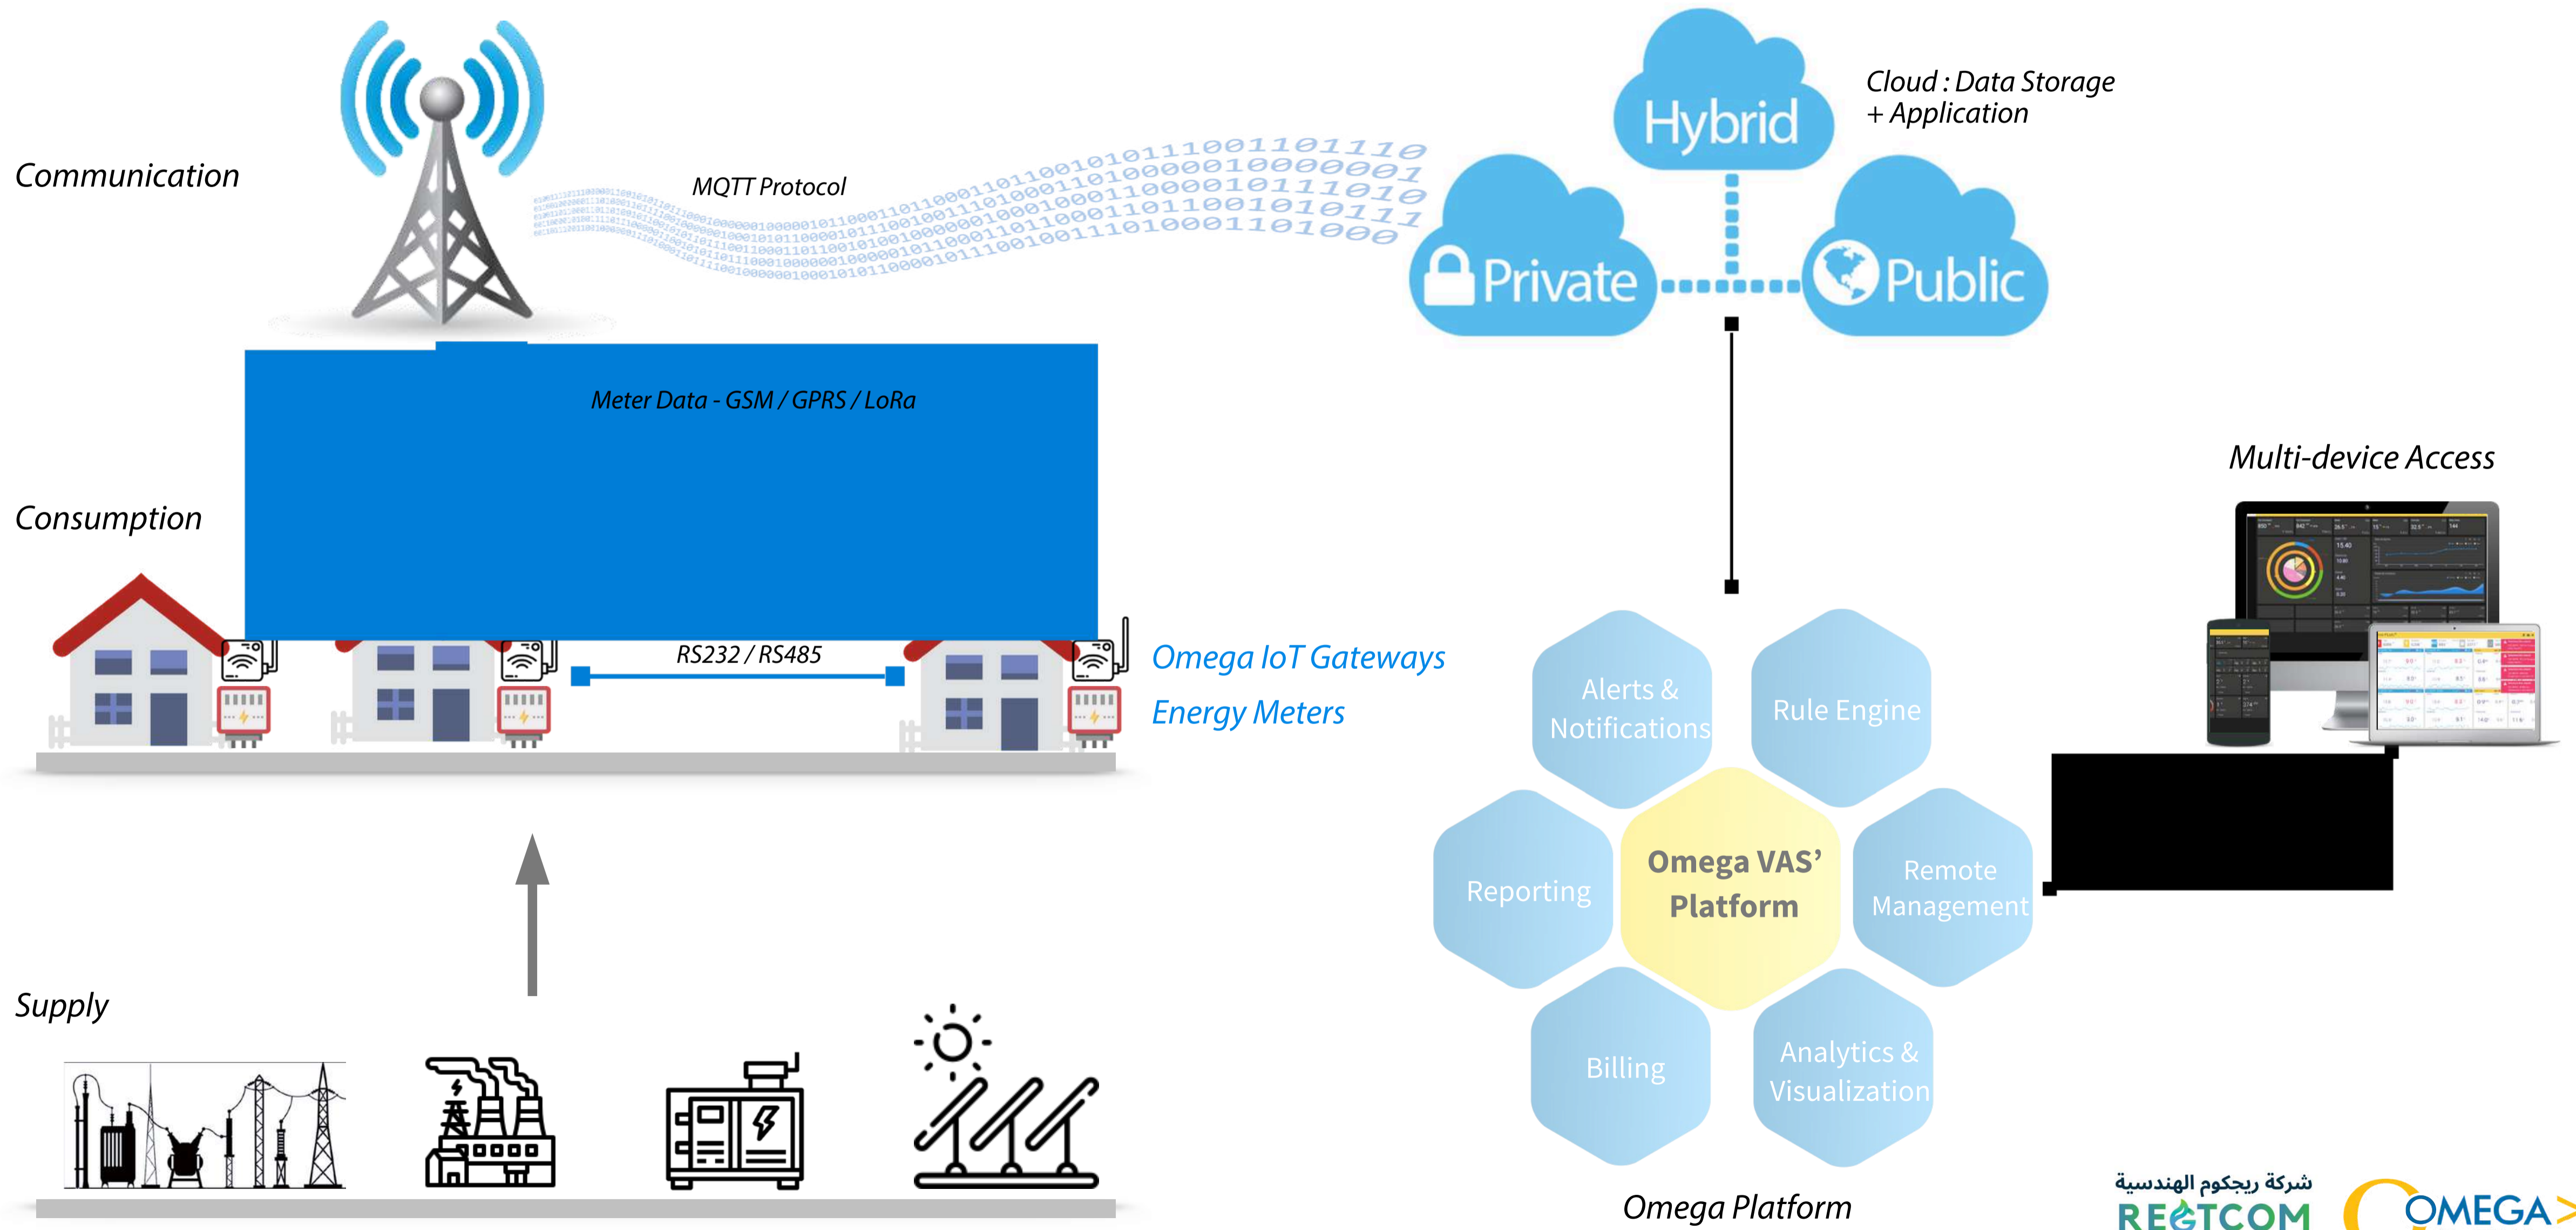 Communication
MQTT Protocol
Hybrid
Private
Public
Cloud : Data Storage
+ Application
Meter Data - GSM / GPRS / LoRa
Consumption
RS232 / RS485
Omega IoT Gateways
Energy Meters
Multi-device Access
Alerts &
Notifications
Rule Engine
Reporting
Omega VAS’
Platform
Remote
Management
Billing
Analytics &
Visualization
Omega Platform
Supply
شركة ريجكوم الهندسية
OMEGA